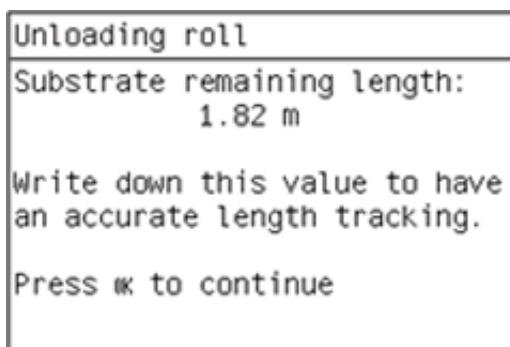 Unloading roll
Substrate remaining length:
1.82 m
Write down this value to have
an accurate length tracking.
Press OK to continue